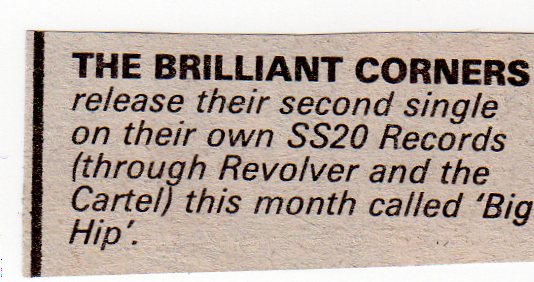 THE BRILLIANT CORNERS
release their second single
on their own SS20 Records
(through Revolver and the
Cartel) this month called ‘Big
Hip’.